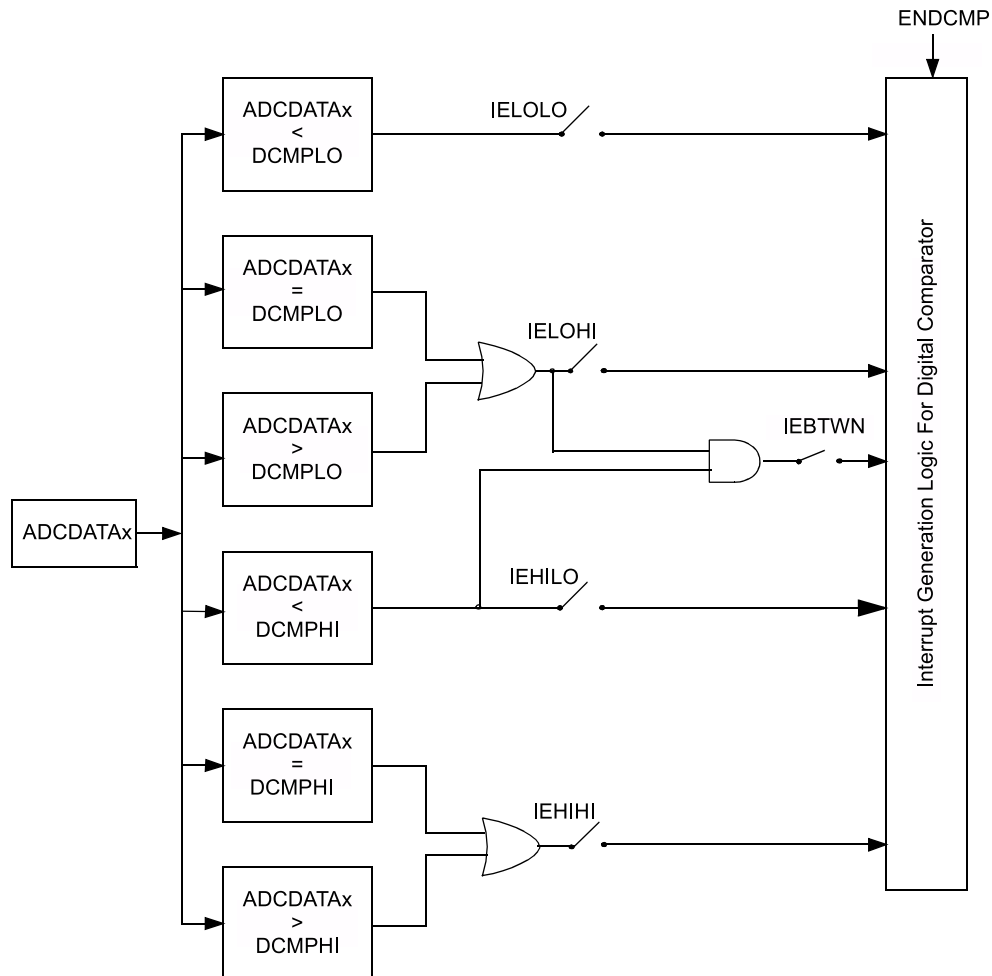 ENDCMP
ADCDATAx
<
DCMPLO
IELOLO
ADCDATAx
=
DCMPLO
IELOHI
ADCDATAx
>
DCMPLO
IEBTWN
ADCDATAx
ADCDATAx
<
DCMPHI
IEHILO
ADCDATAx
=
DCMPHI
IEHIHI
ADCDATAx
>
DCMPHI
Interrupt Generation Logic For Digital Comparator